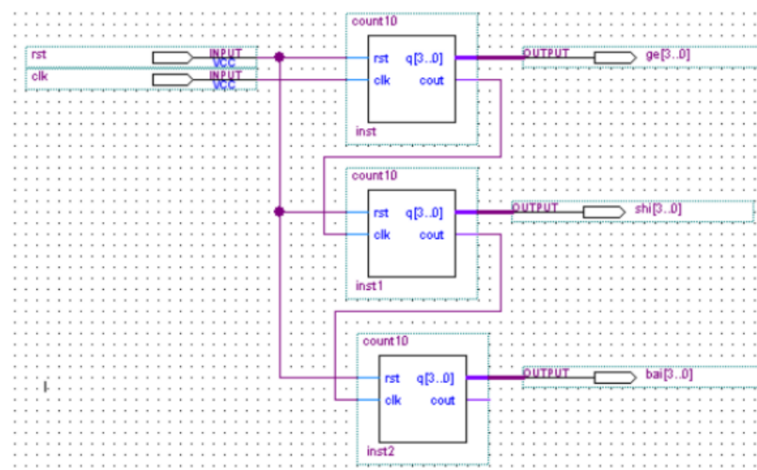 count10
rst INPUT VCC rst q[3..0] OUTPUT ge[3..0]
clk INPUT VCC clk cout
inst
count10
rst q[3..0] OUTPUT shi[3..0]
clk cout
inst1
count10
rst q[3..0] OUTPUT bai[3..0]
clk cout
inst2